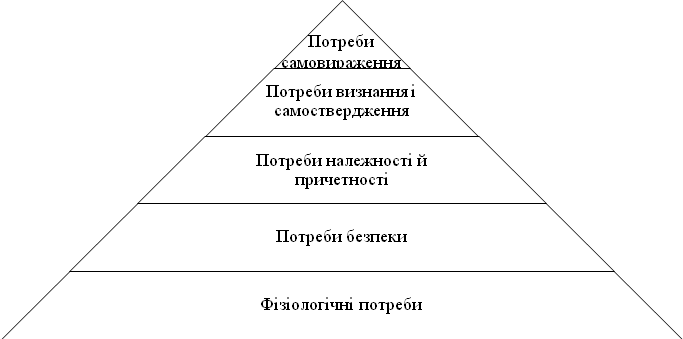 Потреби
самовираження
Потреби визнання і
самоствердження
Потреби належності й
причетності
Потреби безпеки
Фізіологічні потреби